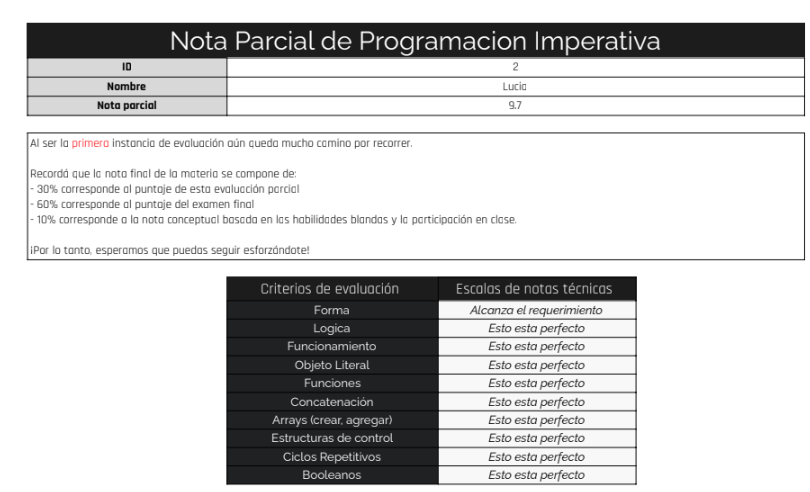 Nota Parcial de Programacion Imperativa
ID 2
Nombre Lucia
Nota parcial 9.7
Al ser la primera instancia de evaluación aún queda mucho camino por recorrer.
Recordá que la nota final de la materia se compone de:
- 30% corresponde al puntaje de esta evaluación parcial
- 60% corresponde al puntaje del examen final
- 10% corresponde a la nota conceptual basada en las habilidades blandas y la participación en clase.
¡Por lo tanto, esperamos que puedas seguir esforzándote!
Criterios de evaluación Escalas de notas técnicas
Forma Alcanza el requerimiento
Logica Esto esta perfecto
Funcionamiento Esto esta perfecto
Objeto Literal Esto esta perfecto
Funciones Esto esta perfecto
Concatenación Esto esta perfecto
Arrays (crear, agregar) Esto esta perfecto
Estructuras de control Esto esta perfecto
Ciclos Repetitivos Esto esta perfecto
Booleanos Esto esta perfecto